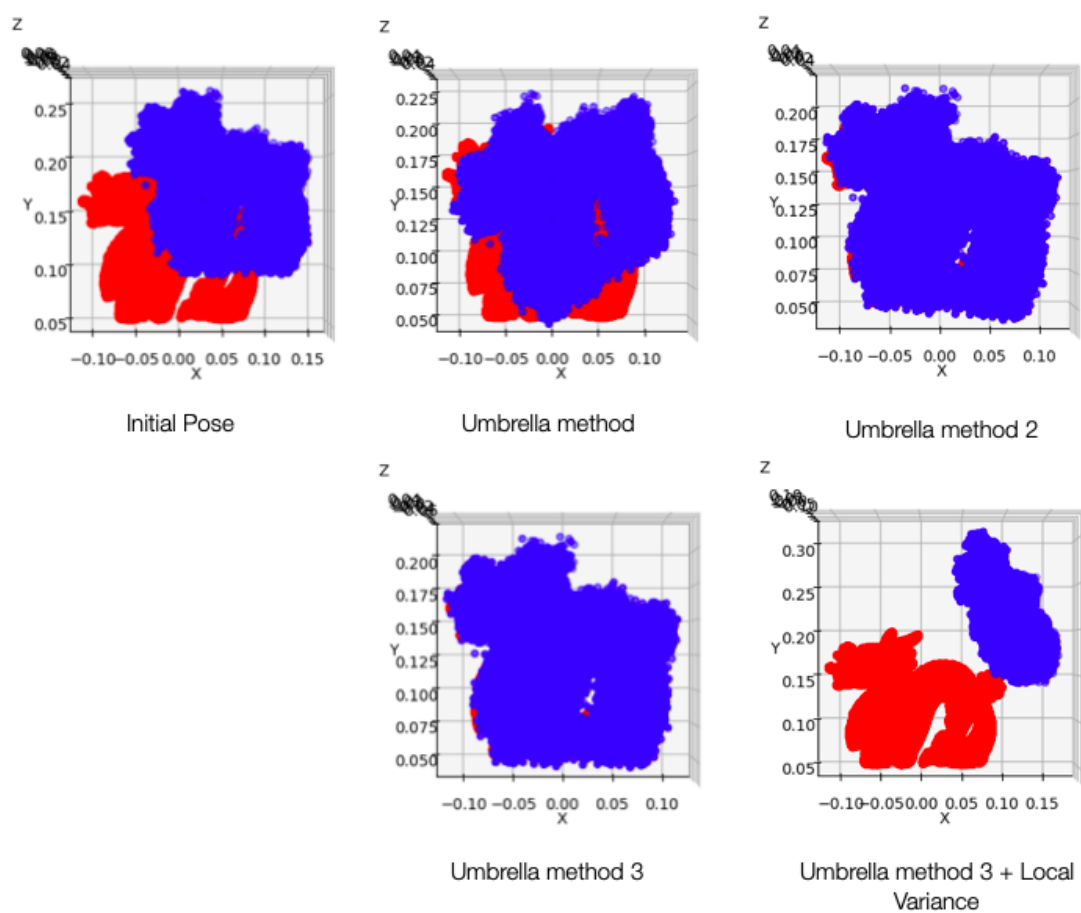 Z
0.25
0.20
Y
0.15
0.10
0.05
−0.10−0.05 0.00 0.05 0.10 0.15
X
Initial Pose
Z
0.225
0.200
0.175
0.150
Y
0.125
0.100
0.075
0.050
−0.10 −0.05 0.00 0.05 0.10
X
Umbrella method
Z
0.200
0.175
0.150
Y
0.125
0.100
0.075
0.050
−0.10 −0.05 0.00 0.05 0.10
X
Umbrella method 2
Z
0.200
0.175
0.150
Y
0.125
0.100
0.075
0.050
−0.10 −0.05 0.00 0.05 0.10
X
Umbrella method 3
Z
0.30
0.25
0.20
Y
0.15
0.10
0.05
−0.10−0.05 0.00 0.05 0.10 0.15
X
Umbrella method 3 + Local
Variance